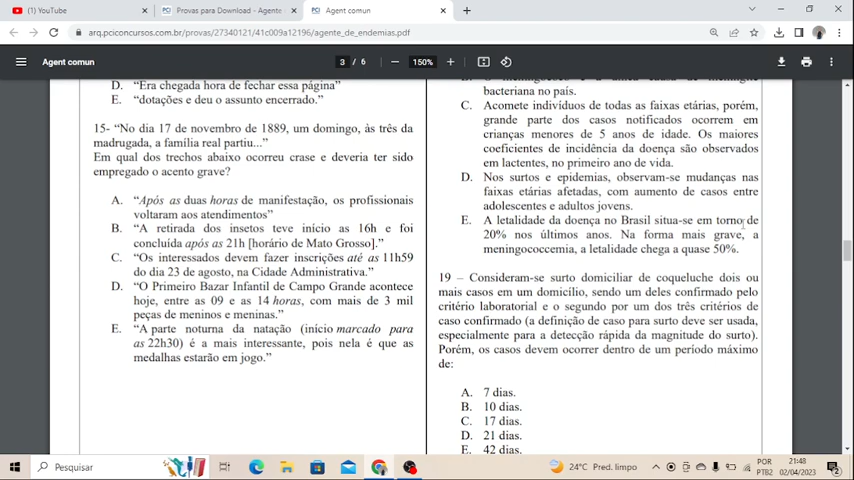 (1) YouTube
Provas para Download - Agente
Agent comun
arq.pciconcursos.com.br/provas/27340121/41c009a12196/agente_de_endemias.pdf
Agent comun
3 / 6
150%
D. "Era chegada hora de fechar essa página"
E. "dotações e deu o assunto encerrado."
15- "No dia 17 de novembro de 1889, um domingo, às três da
madrugada, a família real partiu..."
Em qual dos trechos abaixo ocorreu crase e deveria ter sido
empregado o acento grave?
A. "Após as duas horas de manifestação, os profissionais
voltaram aos atendimentos"
B. "A retirada dos insetos teve início as 16h e foi
concluída após as 21h [horário de Mato Grosso]."
C. "Os interessados devem fazer inscrições até as 11h59
do dia 23 de agosto, na Cidade Administrativa."
D. "O Primeiro Bazar Infantil de Campo Grande acontece
hoje, entre as 09 e as 14 horas, com mais de 3 mil
peças de meninos e meninas."
E. "A parte noturna da natação (início marcado para
as 22h30) é a mais interessante, pois nela é que as
medalhas estarão em jogo."
B. O meningococo é a única causa de meningite
bacteriana no país.
C. Acomete indivíduos de todas as faixas etárias, porém,
grande parte dos casos notificados ocorrem em
crianças menores de 5 anos de idade. Os maiores
coeficientes de incidência da doença são observados
em lactentes, no primeiro ano de vida.
D. Nos surtos e epidemias, observam-se mudanças nas
faixas etárias afetadas, com aumento de casos entre
adolescentes e adultos jovens.
E. A letalidade da doença no Brasil situa-se em torno de
20% nos últimos anos. Na forma mais grave, a
meningococcemia, a letalidade chega a quase 50%.
19 – Consideram-se surto domiciliar de coqueluche dois ou
mais casos em um domicílio, sendo um deles confirmado pelo
critério laboratorial e o segundo por um dos três critérios de
caso confirmado (a definição de caso para surto deve ser usada,
especialmente para a detecção rápida da magnitude do surto).
Porém, os casos devem ocorrer dentro de um período máximo
de:
A. 7 dias.
B. 10 dias.
C. 17 dias.
D. 21 dias.
E. 42 dias.
Pesquisar
24°C Pred. limpo
POR
PTB2
21:48
02/04/2023